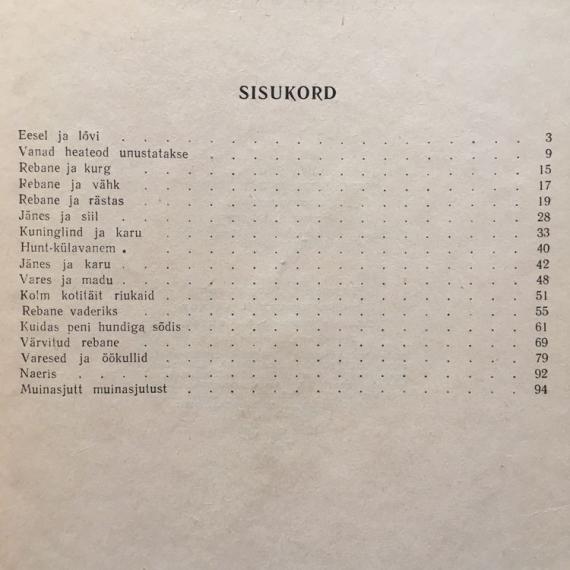 SISUKORD
Eesel ja lõvi . . . . . . . . . . . . . . . 3
Vanad heateod unustatakse . . . . . . . . . . . . 9
Rebane ja kurg . . . . . . . . . . . . . . 15
Rebane ja vähk . . . . . . . . . . . . . . 17
Rebane ja rästas . . . . . . . . . . . . . . 19
Jänes ja siil . . . . . . . . . . . . . . . 28
Kuninglind ja karu . . . . . . . . . . . . . 33
Hunt-külavanem . . . . . . . . . . . . . . . 40
Jänes ja karu . . . . . . . . . . . . . . . 42
Vares ja madu . . . . . . . . . . . . . . . 48
Kolm kotitäit riukaid . . . . . . . . . . . . . 51
Rebane vaderiks . . . . . . . . . . . . . . 55
Kuidas peni hundiga sõdis . . . . . . . . . . . . 61
Värvitud rebane . . . . . . . . . . . . . . 69
Varesed ja öökullid . . . . . . . . . . . . . 79
Naeris . . . . . . . . . . . . . . . . . 92
Muinasjutt muinasjutust . . . . . . . . . . . . 94